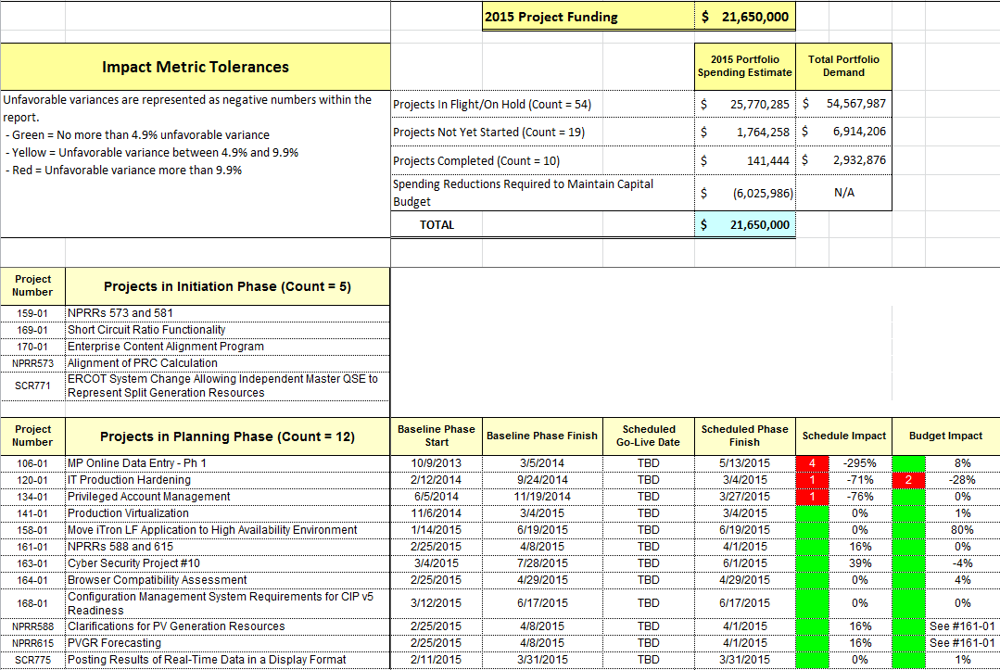 2015 Project Funding $ 21,650,000
Impact Metric Tolerances
2015 Portfolio Spending Estimate
Total Portfolio Demand
Unfavorable variances are represented as negative numbers within the
report.
- Green = No more than 4.9% unfavorable variance
- Yellow = Unfavorable variance between 4.9% and 9.9%
- Red = Unfavorable variance more than 9.9%
Projects In Flight/On Hold (Count = 54) $ 25,770,285 $ 54,567,987
Projects Not Yet Started (Count = 19) $ 1,764,258 $ 6,914,206
Projects Completed (Count = 10) $ 141,444 $ 2,932,876
Spending Reductions Required to Maintain Capital
Budget $ (6,025,986) N/A
TOTAL $ 21,650,000
Project Number Projects in Initiation Phase (Count = 5)
159-01 NPRRs 573 and 581
169-01 Short Circuit Ratio Functionality
170-01 Enterprise Content Alignment Program
NPRR573 Alignment of PRC Calculation
SCR771 ERCOT System Change Allowing Independent Master QSE to
Represent Split Generation Resources
Project Number Projects in Planning Phase (Count = 12) Baseline Phase Start Baseline Phase Finish Scheduled Go-Live Date Scheduled Phase Finish Schedule Impact Budget Impact
106-01 MP Online Data Entry - Ph 1 10/9/2013 3/5/2014 TBD 5/13/2015 4 -295% 8%
120-01 IT Production Hardening 2/12/2014 9/24/2014 TBD 3/4/2015 1 -71% 2 -28%
134-01 Privileged Account Management 6/5/2014 11/19/2014 TBD 3/27/2015 1 -76% 0%
141-01 Production Virtualization 11/6/2014 3/4/2015 TBD 3/4/2015 0% 1%
158-01 Move iTron LF Application to High Availability Environment 1/14/2015 6/19/2015 TBD 6/19/2015 0% 80%
161-01 NPRRs 588 and 615 2/25/2015 4/8/2015 TBD 4/1/2015 16% 0%
163-01 Cyber Security Project #10 3/4/2015 7/28/2015 TBD 6/1/2015 39% -4%
164-01 Browser Compatibility Assessment 2/25/2015 4/29/2015 TBD 4/29/2015 0% 4%
168-01 Configuration Management System Requirements for CIP v5
Readiness 3/12/2015 6/17/2015 TBD 6/17/2015 0% 0%
NPRR588 Clarifications for PV Generation Resources 2/25/2015 4/8/2015 TBD 4/1/2015 16% See #161-01
NPRR615 PVGR Forecasting 2/25/2015 4/8/2015 TBD 4/1/2015 16% See #161-01
SCR775 Posting Results of Real-Time Data in a Display Format 2/11/2015 3/31/2015 TBD 3/31/2015 0% 1%